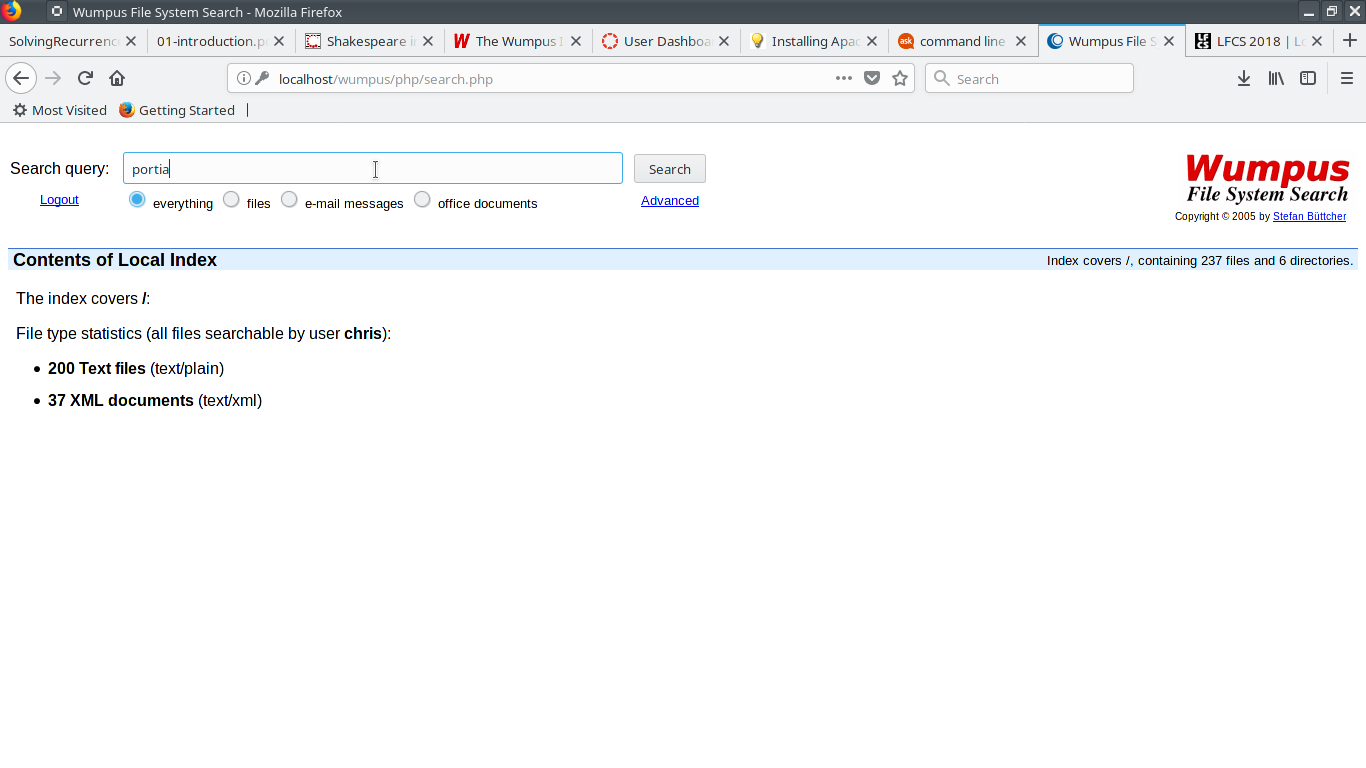 Wumpus File System Search - Mozilla Firefox
SolvingRecurrenc 01-introduction.p Shakespeare i The Wumpus User Dashboa Installing Apac command line Wumpus File S LFCS 2018 | L
localhost/wumpus/php/search.php Search
Most Visited Getting Started
Search query: portia Search
Logout everything files e-mail messages office documents Advanced
Wumpus
File System Search
Copyright © 2005 by Stefan Büttcher
Contents of Local Index Index covers /, containing 237 files and 6 directories.
The index covers /:
File type statistics (all files searchable by user chris):
• 200 Text files (text/plain)
• 37 XML documents (text/xml)